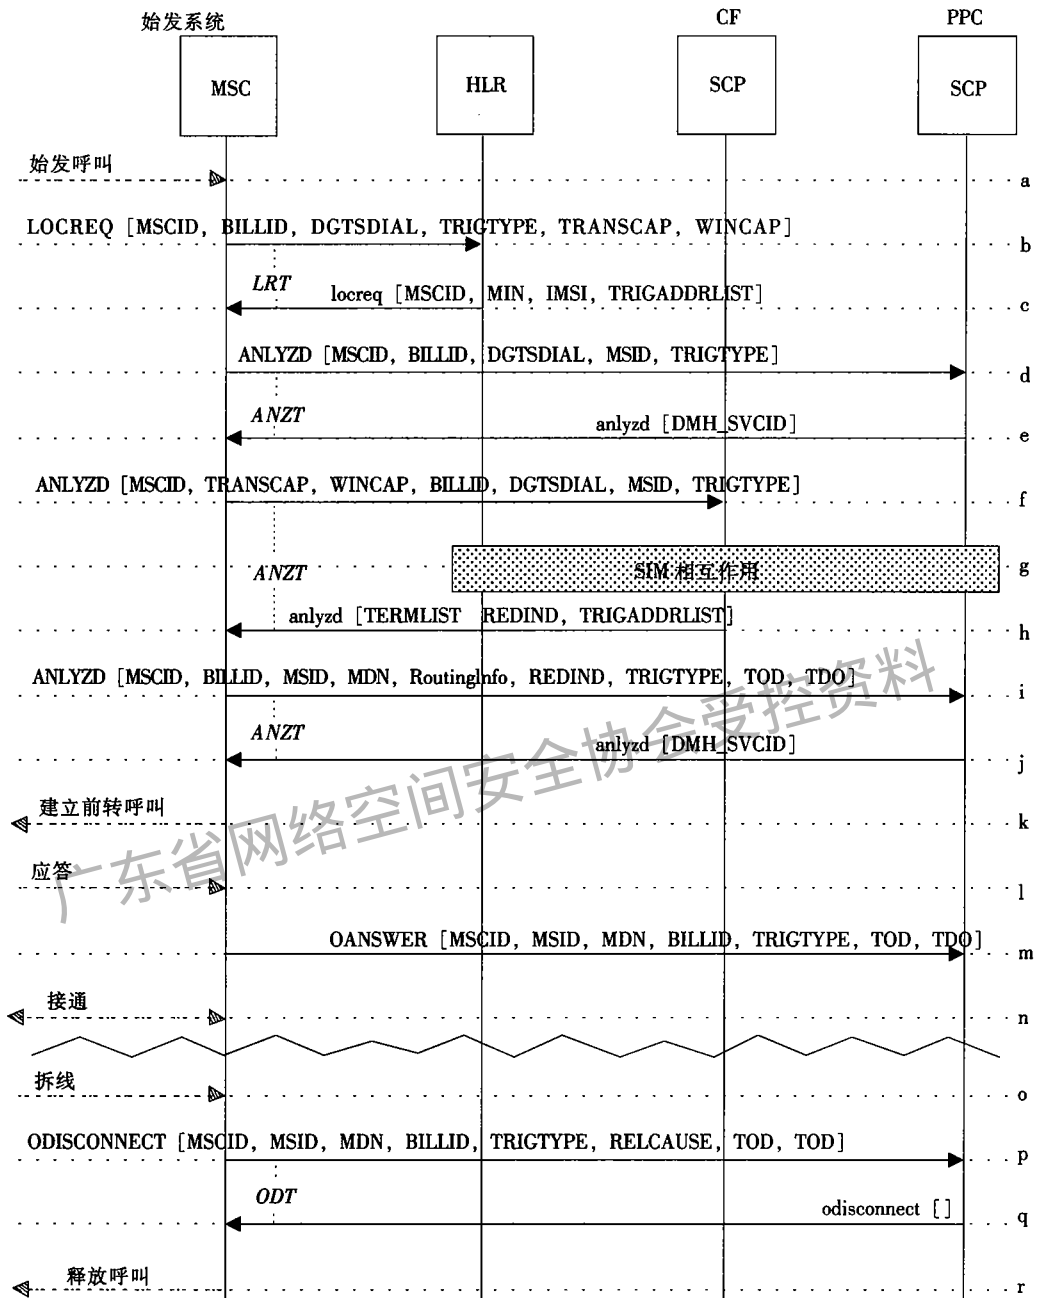 始发系统 CF PPC
MSC HLR SCP SCP
始发呼叫
a
LOCREQ [MSCID, BILLID, DGTSDIAL, TRIGTYPE, TRANSCAP, WINCAP]
b
LRT
locreq [MSCID, MIN, IMSI, TRIGADDRLIST]
c
ANLYZD [MSCID, BILLID, DGTSDIAL, MSID, TRIGTYPE]
d
ANZT
anlyzd [DMH_SVCID]
e
ANLYZD [MSCID, TRANSCAP, WINCAP, BILLID, DGTSDIAL, MSID, TRIGTYPE]
f
ANZT
SIM 相互作用
g
anlyzd [TERMLIST REDIND, TRIGADDRLIST]
h
ANLYZD [MSCID, BILLID, MSID, MDN, RoutingInfo, REDIND, TRIGTYPE, TOD, TDO]
i
ANZT
anlyzd [DMH_SVCID]
j
建立前转呼叫
k
应答
l
OANSWER [MSCID, MSID, MDN, BILLID, TRIGTYPE, TOD, TDO]
m
接通
n
拆线
o
ODISCONNECT [MSCID, MSID, MDN, BILLID, TRIGTYPE, RELCAUSE, TOD, TOD]
p
ODT
odisconnect []
q
释放呼叫
r
广东省网络空间安全协会受控资料